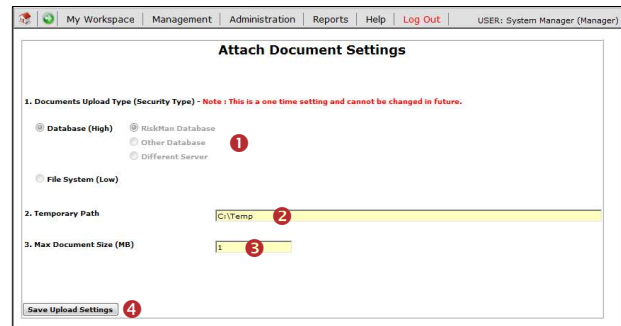 My Workspace | Management | Administration | Reports | Help | Log Out | USER: System Manager (Manager)
Attach Document Settings
1. Documents Upload Type (Security Type) - Note : This is a one time setting and cannot be changed in future.
Database (High) RiskMan Database
Other Database 1
Different Server
File System (Low)
2. Temporary Path C:\Temp 2
3. Max Document Size (MB) 1 3
Save Upload Settings 4